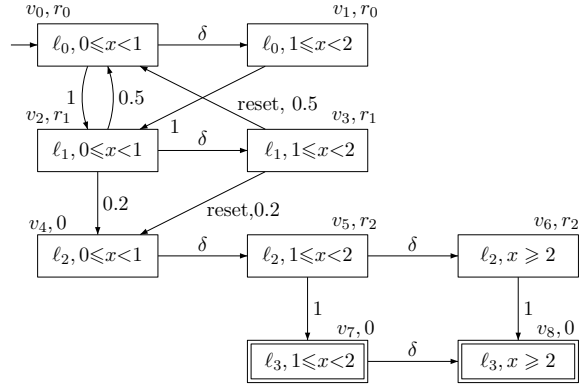 v₀, r₀ v₁, r₀
ℓ₀, 0⩽x<1 δ ℓ₀, 1⩽x<2
1 0.5 reset, 0.5
v₂, r₁ 1 v₃, r₁
ℓ₁, 0⩽x<1 δ ℓ₁, 1⩽x<2
0.2 reset,0.2
v₄, 0 v₅, r₂ v₆, r₂
ℓ₂, 0⩽x<1 δ ℓ₂, 1⩽x<2 δ ℓ₂, x ⩾ 2
1 1
v₇, 0 v₈, 0
ℓ₃, 1⩽x<2 δ ℓ₃, x ⩾ 2